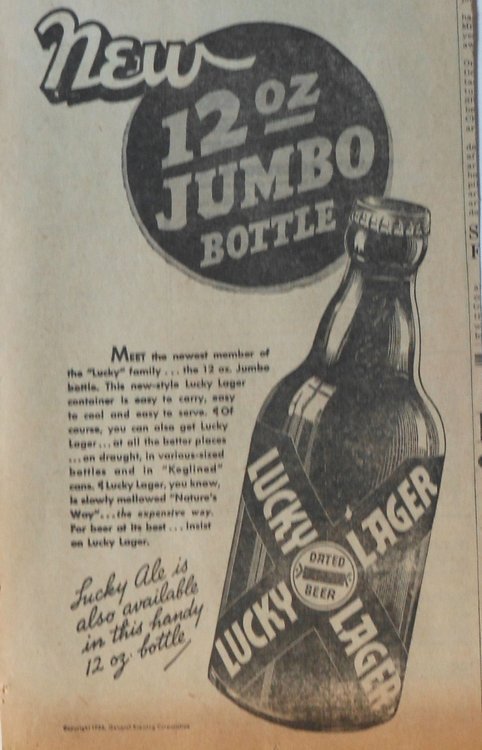 New
12 oz
JUMBO
BOTTLE
MEET the newest member of
the "Lucky" family . . . the 12 oz. Jumbo
bottle. This new-style Lucky Lager
container is easy to carry, easy
to cool and easy to serve. ¶ Of
course, you can also get Lucky
Lager . . . at all the better places
. . . on draught, in various-sized
bottles and in "Keglined"
cans. ¶ Lucky Lager, you know,
is slowly mellowed "Nature's
Way" . . . the expensive way.
For beer at its best . . . insist
on Lucky Lager.
Lucky Ale is
also available
in this handy
12 oz. bottle
LUCKY LAGER
DATED
BEER
LUCKY LAGER